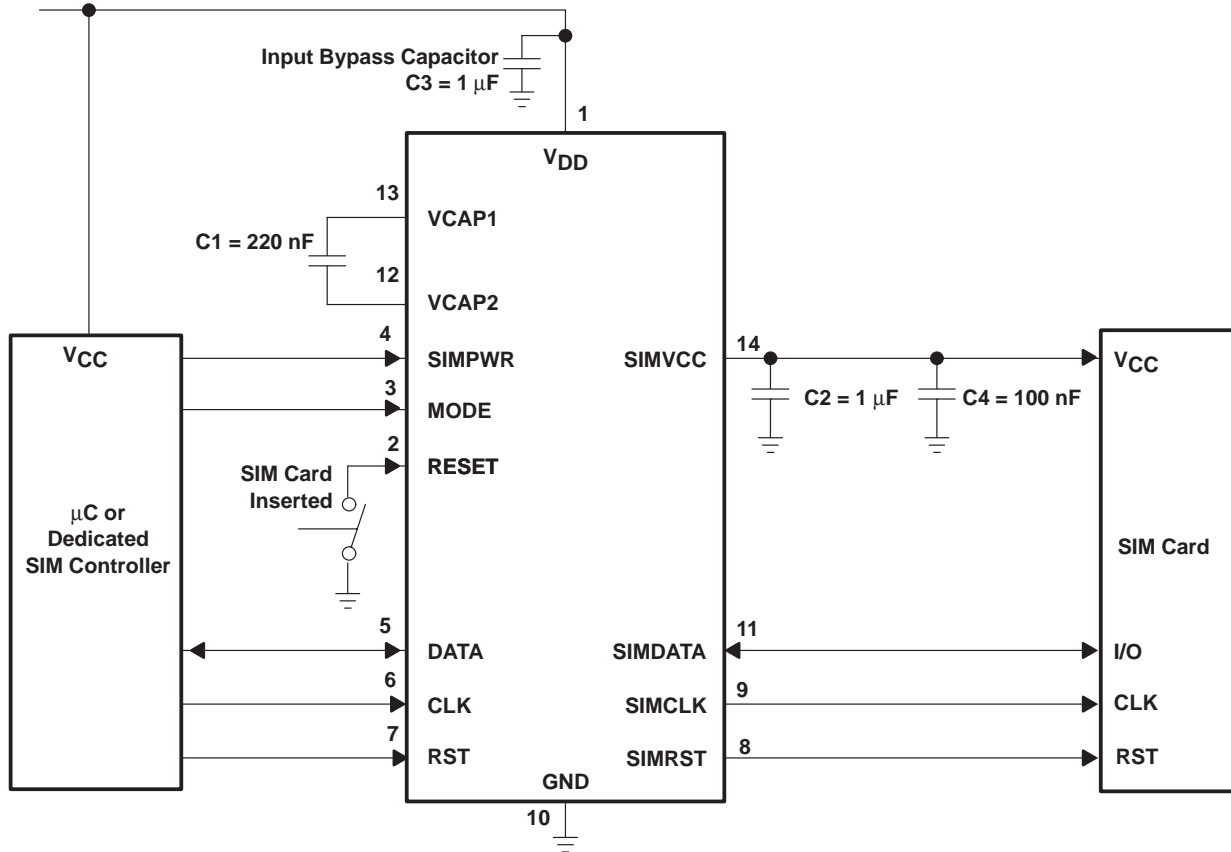 Input Bypass Capacitor
C3 = 1 μF
1
VDD
13
VCAP1
C1 = 220 nF
12
VCAP2
VCC
4
SIMPWR
SIMVCC
14
VCC
3
MODE
C2 = 1 μF
C4 = 100 nF
2
RESET
SIM Card
Inserted
μC or
Dedicated
SIM Controller
SIM Card
5
DATA
SIMDATA
11
I/O
6
CLK
SIMCLK
9
CLK
7
RST
SIMRST
8
RST
GND
10